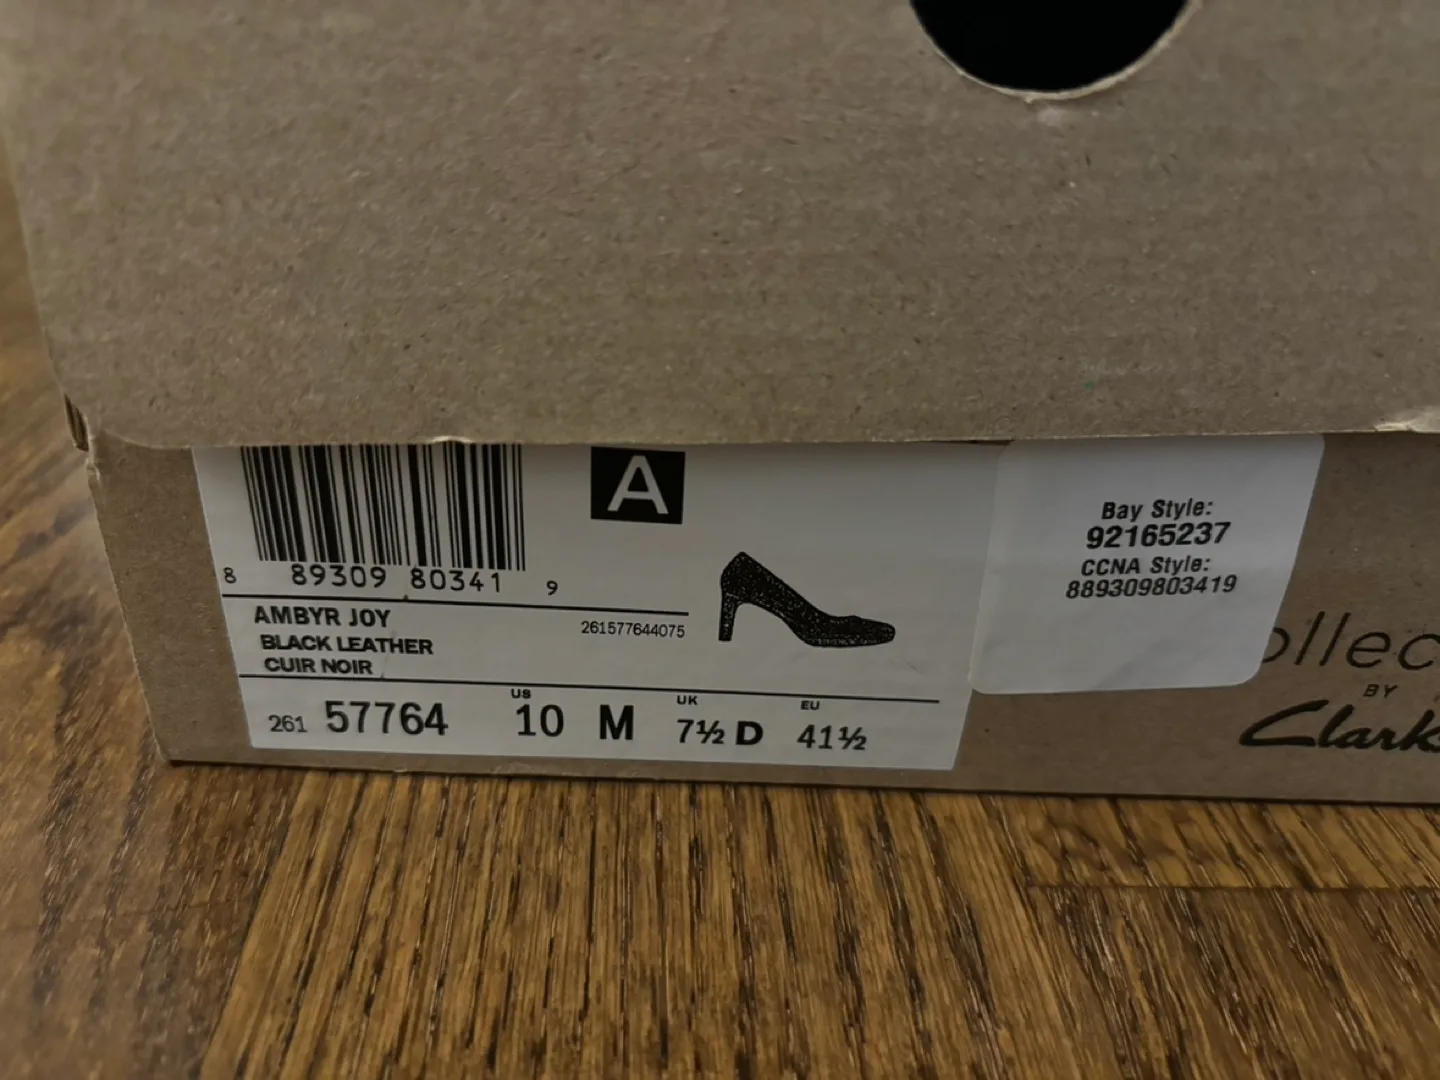 A
8 89309 80341 9
AMBYR JOY
BLACK LEATHER
CUIR NOIR
261577644075
US UK EU
261 57764 10 M 7½ D 41½
Bay Style:
92165237
CCNA Style:
889309803419
BY
Clark